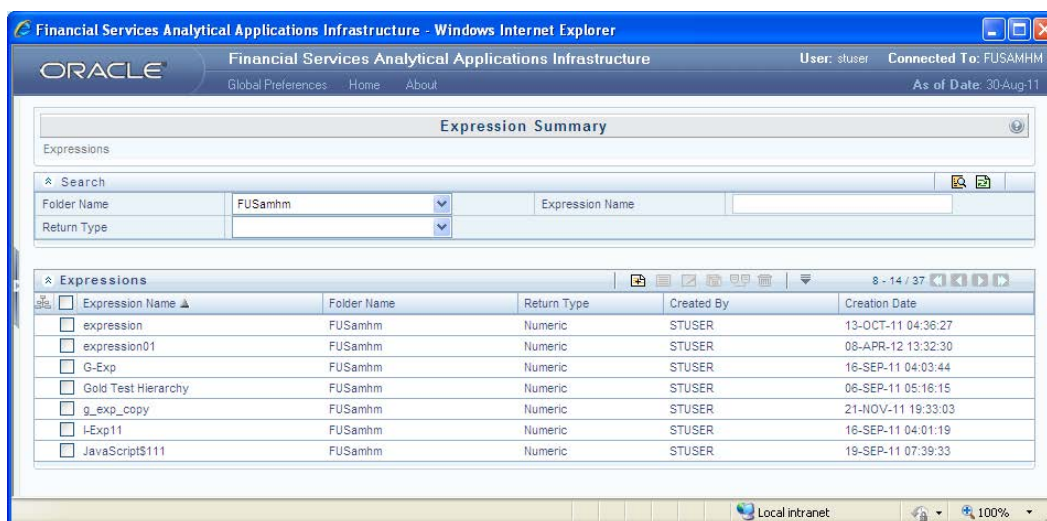 Financial Services Analytical Applications Infrastructure - Windows Internet Explorer
ORACLE®
Financial Services Analytical Applications Infrastructure
User: stuser Connected To: FUSAMHM
Global Preferences Home About
As of Date: 30-Aug-11
Expression Summary
Expressions
Search
Folder Name FUSamhm Expression Name
Return Type
Expressions 8 - 14 / 37
Expression Name Folder Name Return Type Created By Creation Date
expression FUSamhm Numeric STUSER 13-OCT-11 04:36:27
expression01 FUSamhm Numeric STUSER 08-APR-12 13:32:30
G-Exp FUSamhm Numeric STUSER 16-SEP-11 04:03:44
Gold Test Hierarchy FUSamhm Numeric STUSER 06-SEP-11 05:16:15
g_exp_copy FUSamhm Numeric STUSER 21-NOV-11 19:33:03
I-Exp11 FUSamhm Numeric STUSER 16-SEP-11 04:01:19
JavaScript$111 FUSamhm Numeric STUSER 19-SEP-11 07:39:33
Local intranet 100%